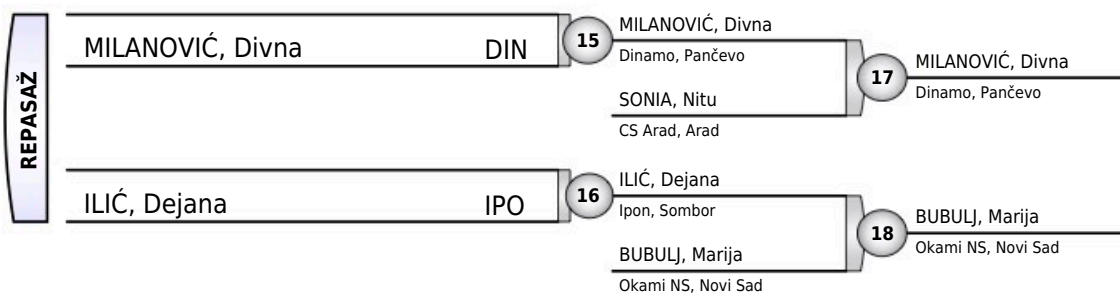 REPASAŽ
MILANOVIĆ, Divna DIN
15
MILANOVIĆ, Divna
Dinamo, Pančevo
SONIA, Nitu
CS Arad, Arad
17
MILANOVIĆ, Divna
Dinamo, Pančevo
ILIĆ, Dejana IPO
16
ILIĆ, Dejana
Ipon, Sombor
BUBULJ, Marija
Okami NS, Novi Sad
18
BUBULJ, Marija
Okami NS, Novi Sad